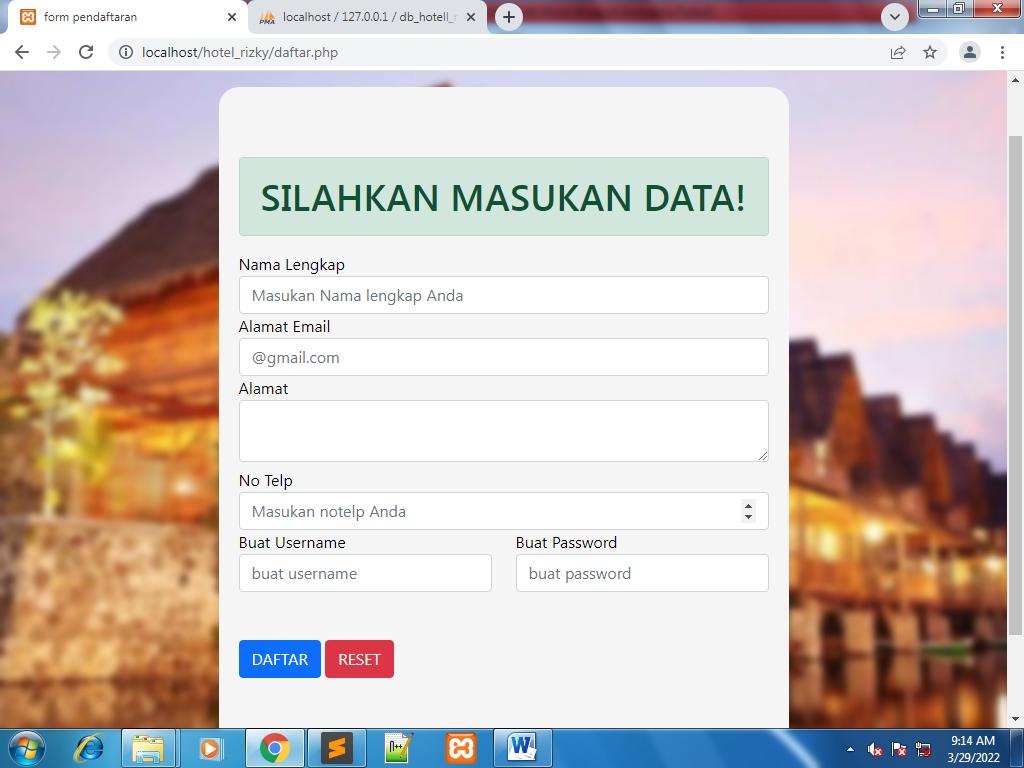 form pendaftaran
localhost / 127.0.0.1 / db_hotell_r
localhost/hotel_rizky/daftar.php
SILAHKAN MASUKAN DATA!
Nama Lengkap
Masukan Nama lengkap Anda
Alamat Email
@gmail.com
Alamat
No Telp
Masukan notelp Anda
Buat Username
Buat Password
buat username
buat password
DAFTAR
RESET
9:14 AM
3/29/2022